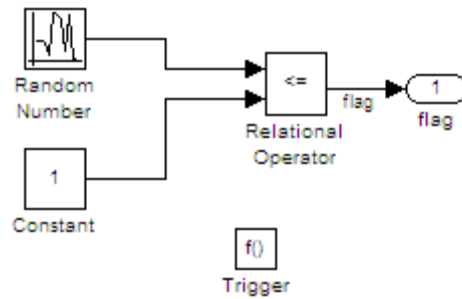 Random
Number
<=
flag
1
flag
Relational
Operator
1
Constant
f()
Trigger